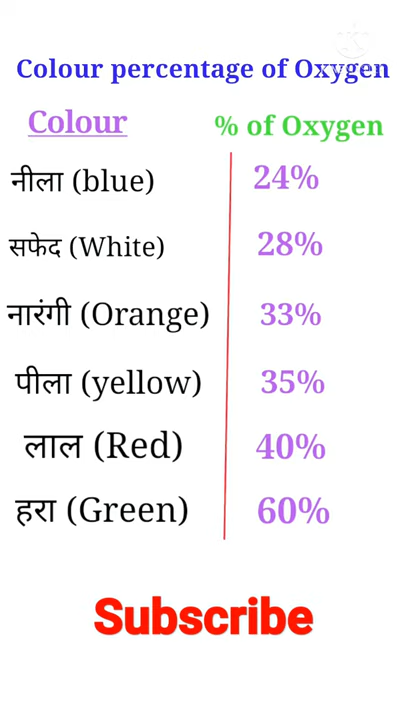 Colour percentage of Oxygen
Colour % of Oxygen
नीला (blue) 24%
सफेद (White) 28%
नारंगी (Orange) 33%
पीला (yellow) 35%
लाल (Red) 40%
हरा (Green) 60%
Subscribe